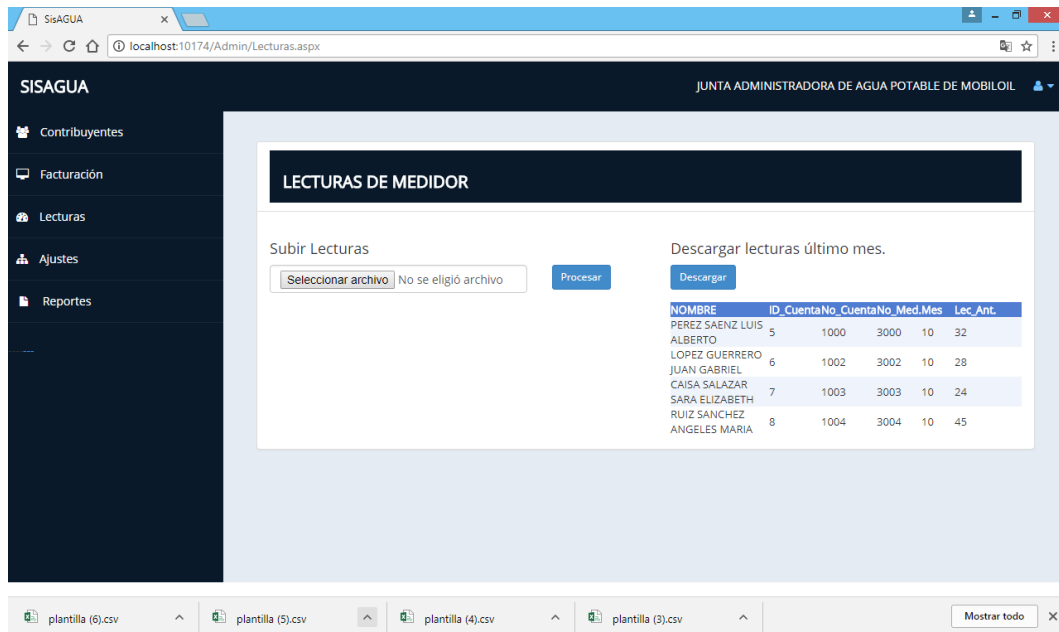 SisAGUA
localhost:10174/Admin/Lecturas.aspx
SISAGUA
JUNTA ADMINISTRADORA DE AGUA POTABLE DE MOBILOIL
Contribuyentes
Facturación
Lecturas
Ajustes
Reportes
LECTURAS DE MEDIDOR
Subir Lecturas
Seleccionar archivo No se eligió archivo
Procesar
Descargar lecturas último mes.
Descargar
NOMBRE ID_CuentaNo_CuentaNo_Med.Mes Lec_Ant.
PEREZ SAENZ LUIS
ALBERTO 5 1000 3000 10 32
LOPEZ GUERRERO
JUAN GABRIEL 6 1002 3002 10 28
CAISA SALAZAR
SARA ELIZABETH 7 1003 3003 10 24
RUIZ SANCHEZ
ANGELES MARIA 8 1004 3004 10 45
plantilla (6).csv
plantilla (5).csv
plantilla (4).csv
plantilla (3).csv
Mostrar todo